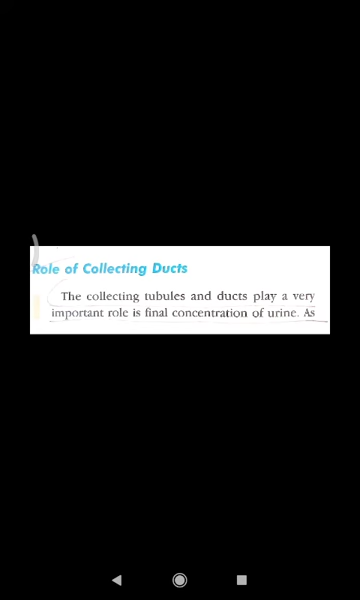 Role of Collecting Ducts
The collecting tubules and ducts play a very
important role is final concentration of urine. As